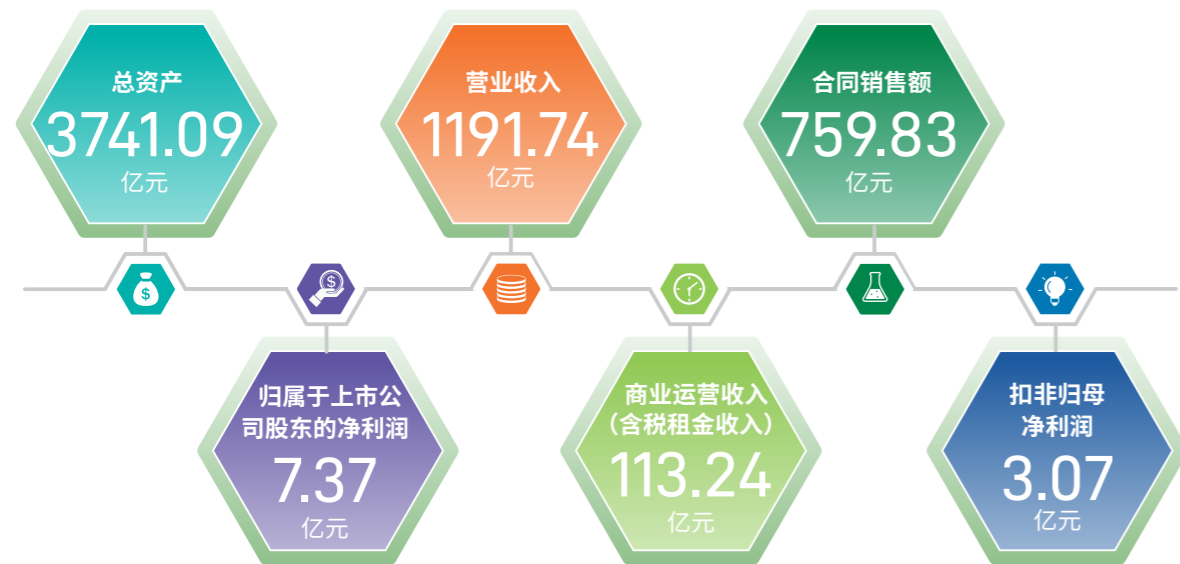 总资产
3741.09
亿元
营业收入
1191.74
亿元
合同销售额
759.83
亿元
归属于上市公
司股东的净利润
7.37
亿元
商业运营收入
（含税租金收入）
113.24
亿元
扣非归母
净利润
3.07
亿元